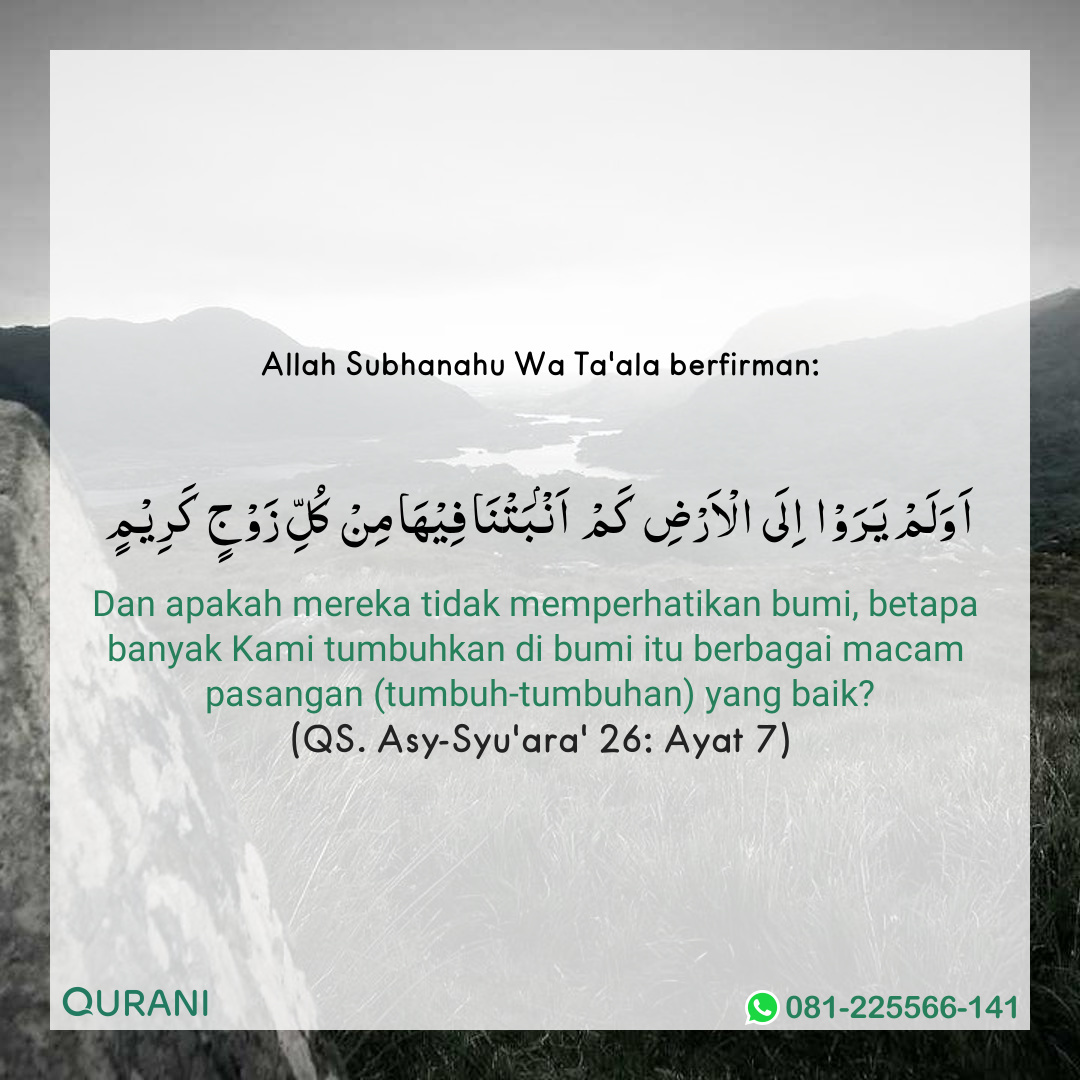 Allah Subhanahu Wa Ta'ala berfirman:
اَوَلَمْ يَرَوْا اِلَى الْاَرْضِ كَمْ اَنْۢبَتْنَا فِيْهَا مِنْ كُلِّ زَوْجٍ كَرِيْمٍ
Dan apakah mereka tidak memperhatikan bumi, betapa
banyak Kami tumbuhkan di bumi itu berbagai macam
pasangan (tumbuh-tumbuhan) yang baik?
(QS. Asy-Syu'ara' 26: Ayat 7)
QURANI
081-225566-141